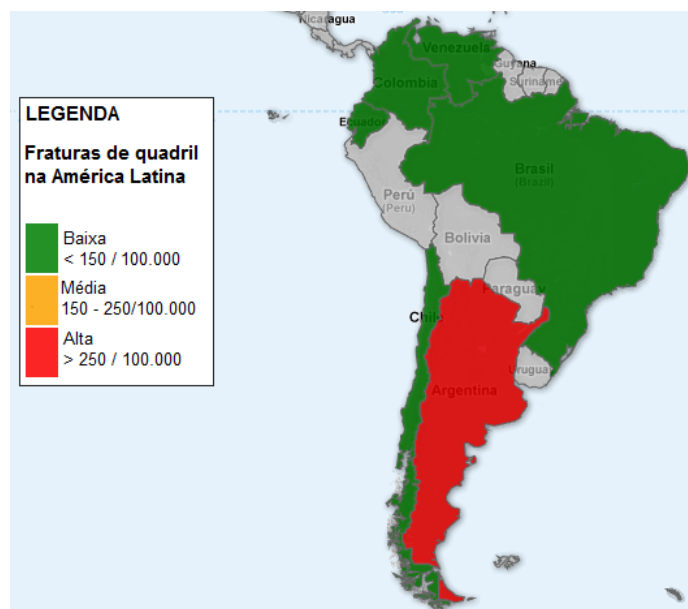 Nicaragua
Venezuela
Guyana
Suriname
Colombia
LEGENDA
Ecuador
Fraturas de quadril
na América Latina
Brasil
(Brazil)
Perú
(Peru)
Baixa
< 150 / 100.000
Bolivia
Média
150 - 250/100.000
Paraguay
Chile
Alta
> 250 / 100.000
Uruguay
Argentina